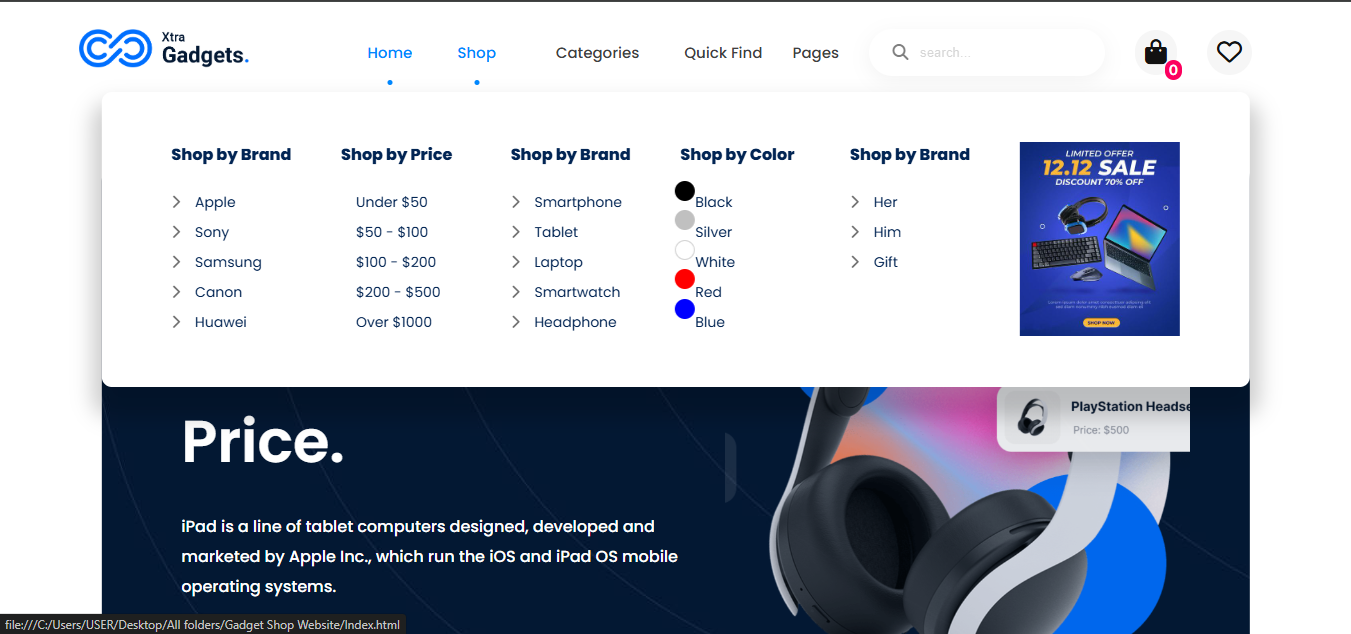 Xtra
Gadgets.
Home
Shop
Categories
Quick Find
Pages
search...
0
Shop by Brand
Apple
Sony
Samsung
Canon
Huawei
Shop by Price
Under $50
$50 - $100
$100 - $200
$200 - $500
Over $1000
Shop by Brand
Smartphone
Tablet
Laptop
Smartwatch
Headphone
Shop by Color
Black
Silver
White
Red
Blue
Shop by Brand
Her
Him
Gift
LIMITED OFFER
12.12 SALE
DISCOUNT 70% OFF
SHOP NOW
Price.
PlayStation Headse
Price: $500
iPad is a line of tablet computers designed, developed and
marketed by Apple Inc., which run the iOS and iPad OS mobile
operating systems.
file:///C:/Users/USER/Desktop/All folders/Gadget Shop Website/Index.html